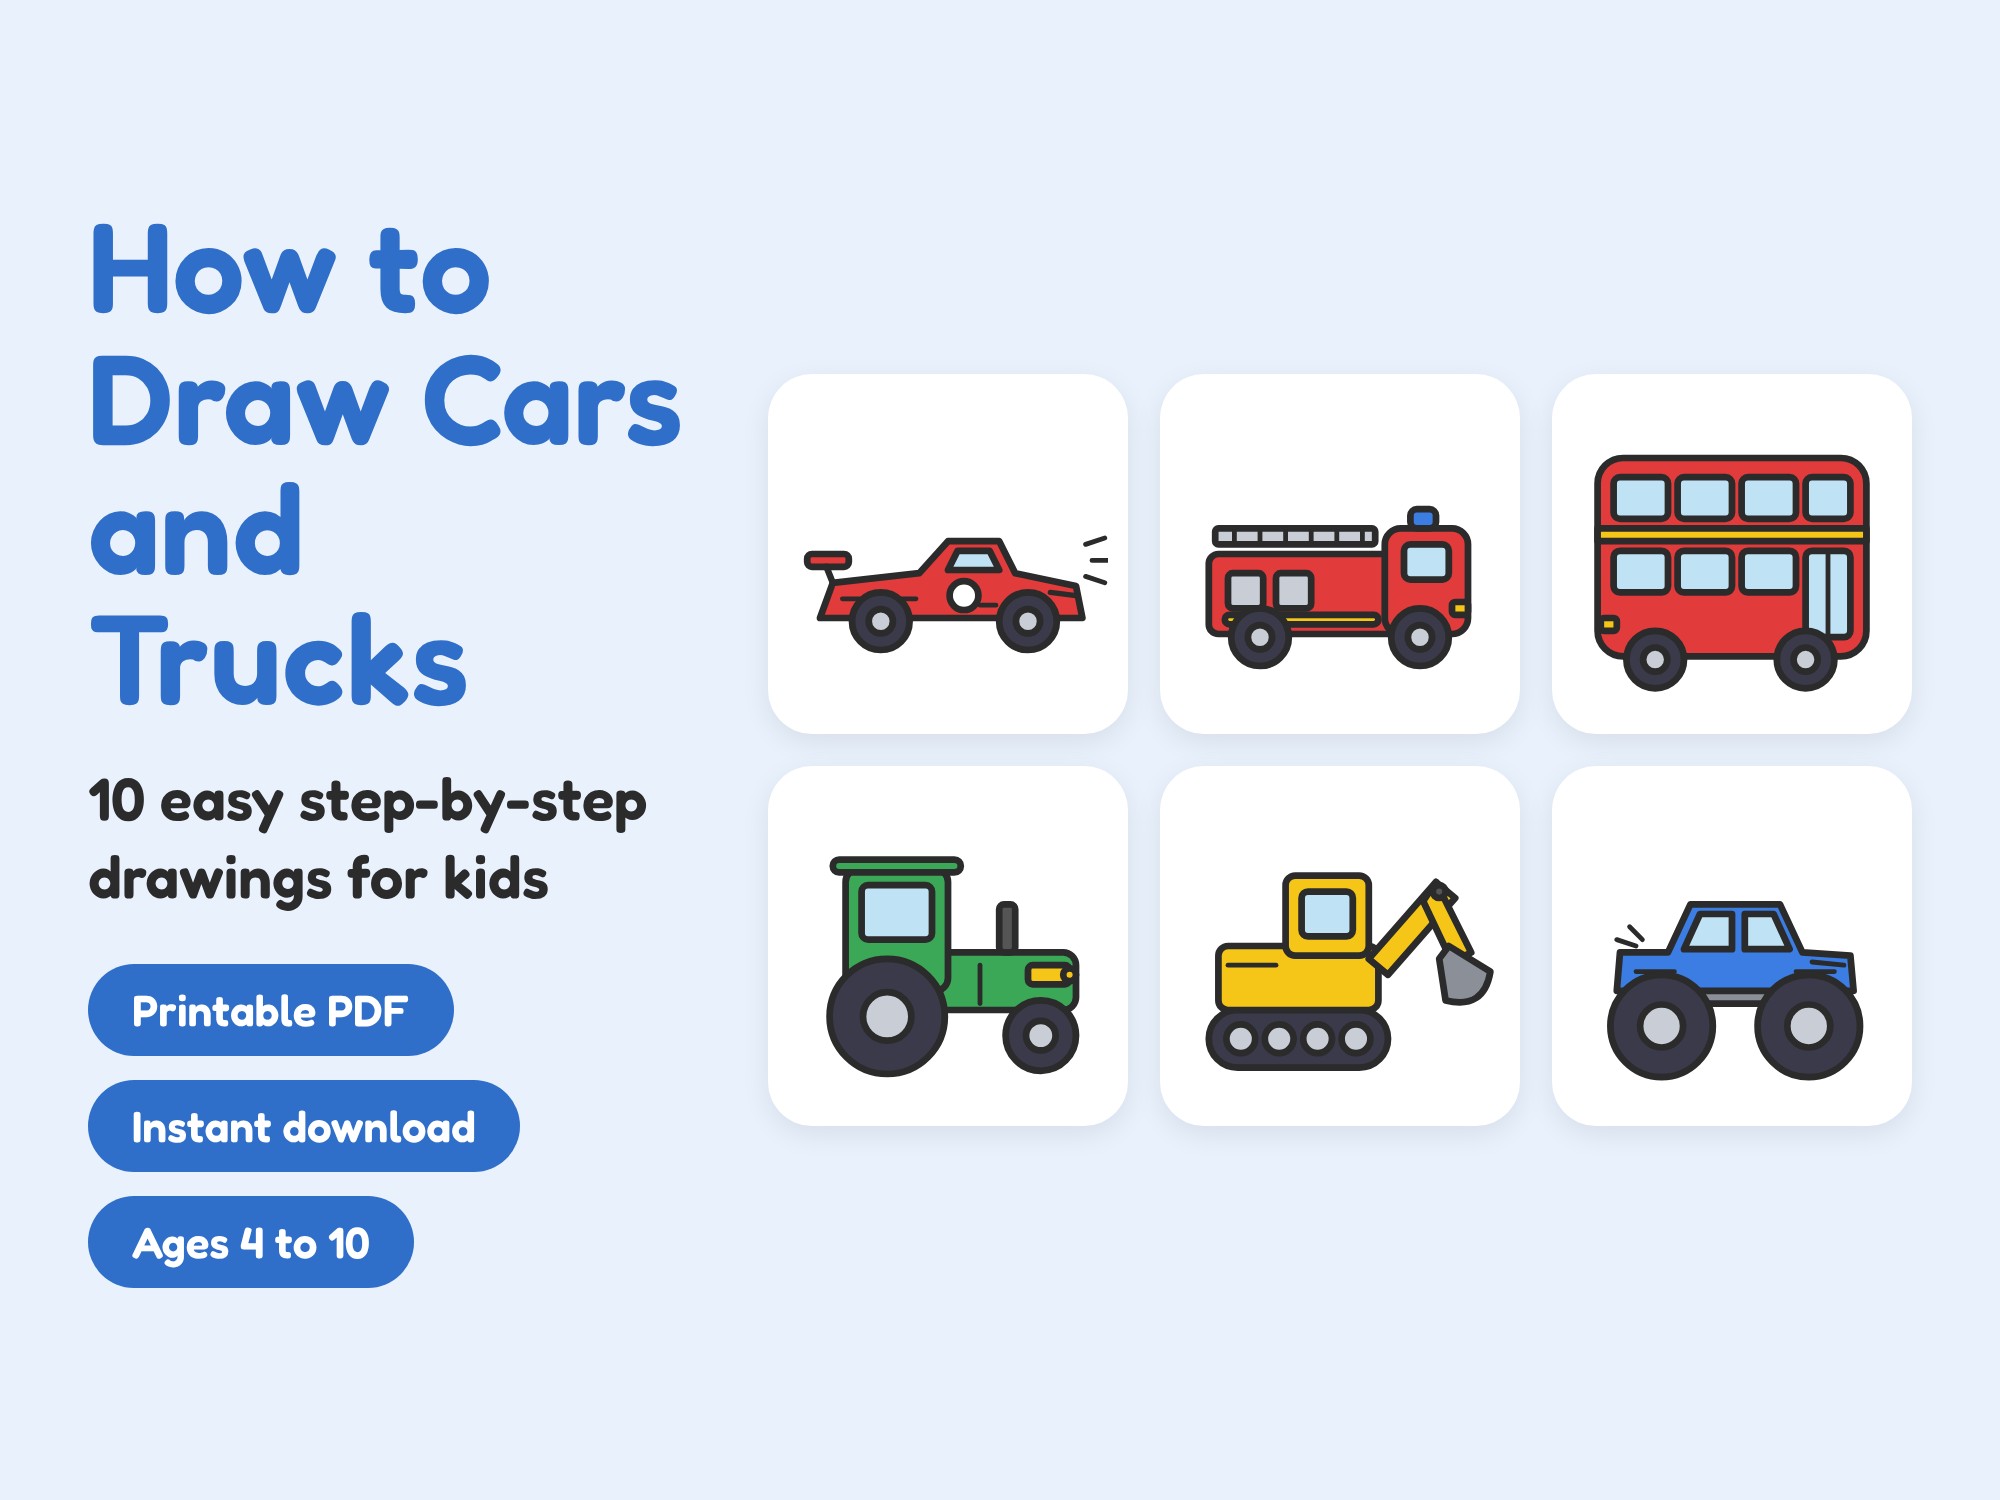 How to
Draw Cars
and
Trucks
10 easy step-by-step
drawings for kids
Printable PDF
Instant download
Ages 4 to 10